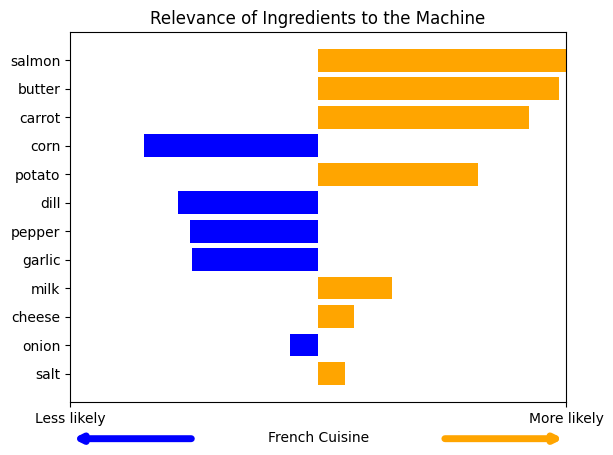 Relevance of Ingredients to the Machine
salmon
butter
carrot
corn
potato
dill
pepper
garlic
milk
cheese
onion
salt
Less likely
More likely
French Cuisine